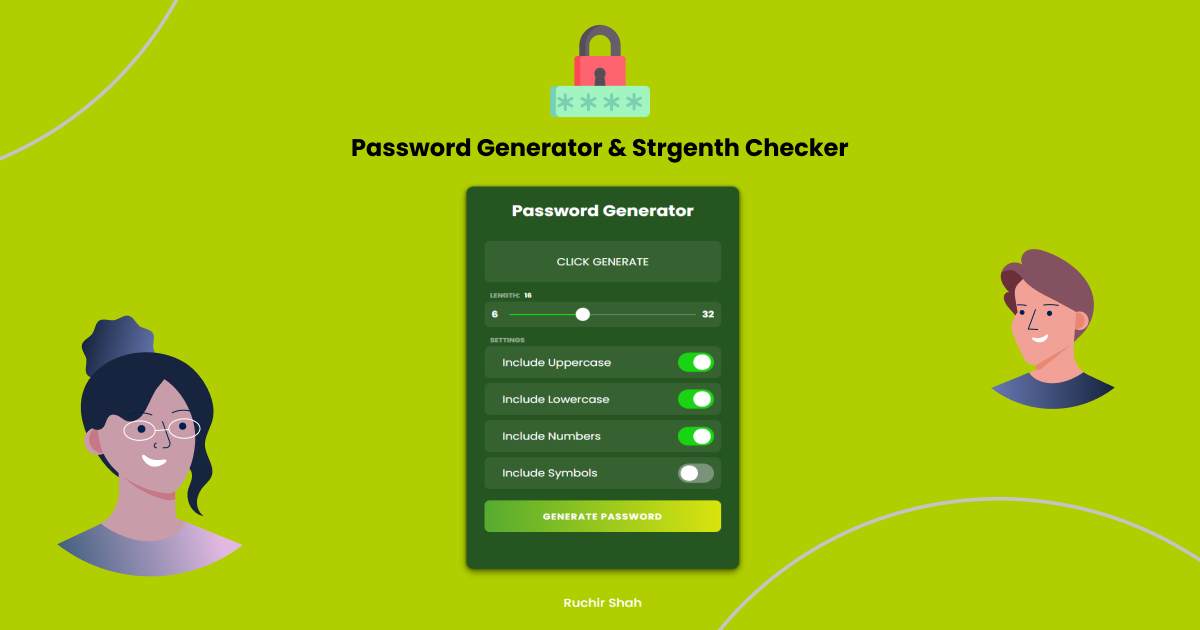 ****
Password Generator & Strgenth Checker
Password Generator
CLICK GENERATE
LENGTH: 16
6 32
SETTINGS
Include Uppercase
Include Lowercase
Include Numbers
Include Symbols
GENERATE PASSWORD
Ruchir Shah